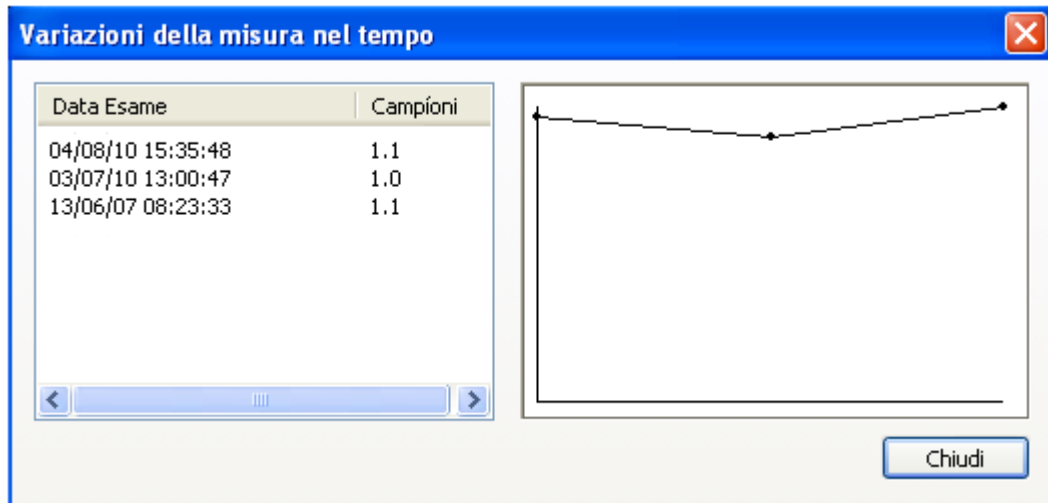 Variazioni della misura nel tempo
Data Esame Campíoni
04/08/10 15:35:48 1.1
03/07/10 13:00:47 1.0
13/06/07 08:23:33 1.1
Chiudi